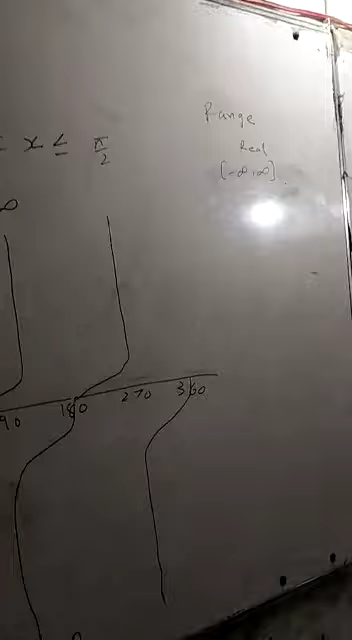 Range
x ≤ π/2
Real
[-∞, ∞]
∞
90 180 270 360